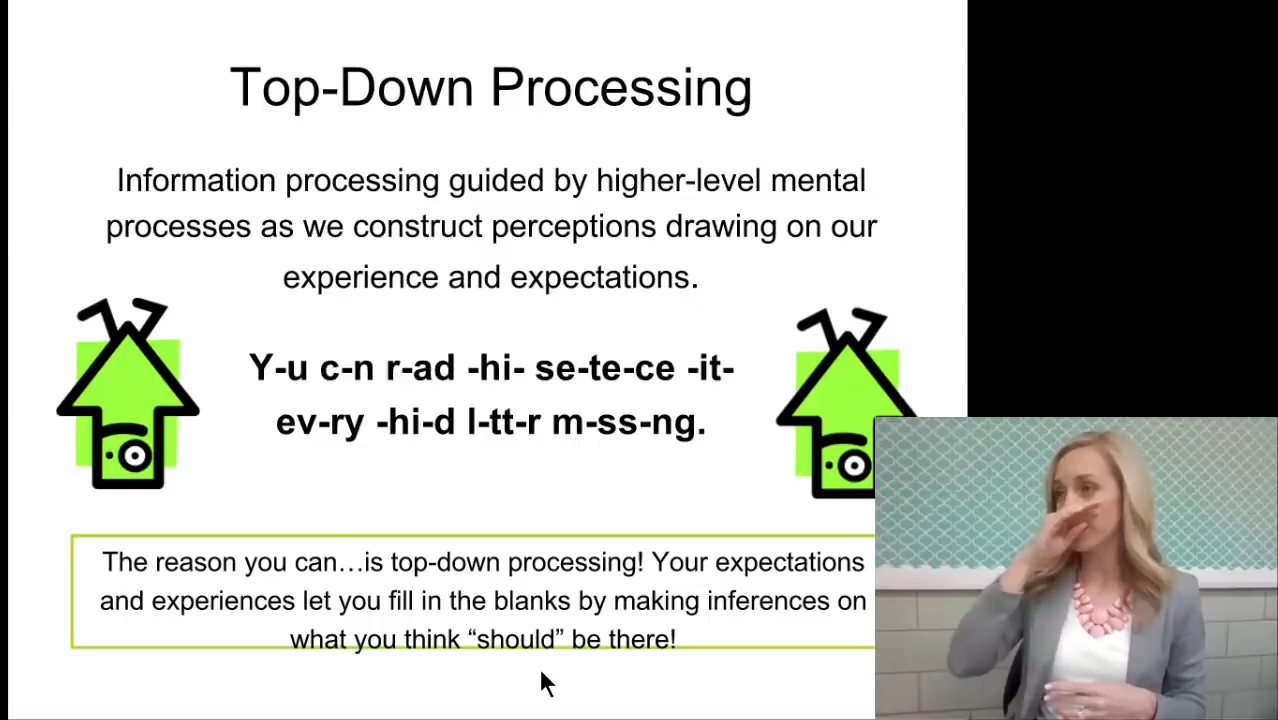 Top-Down Processing
Information processing guided by higher-level mental
processes as we construct perceptions drawing on our
experience and expectations.
Y-u c-n r-ad -hi- se-te-ce -it-
ev-ry -hi-d l-tt-r m-ss-ng.
The reason you can…is top-down processing! Your expectations
and experiences let you fill in the blanks by making inferences on
what you think “should” be there!